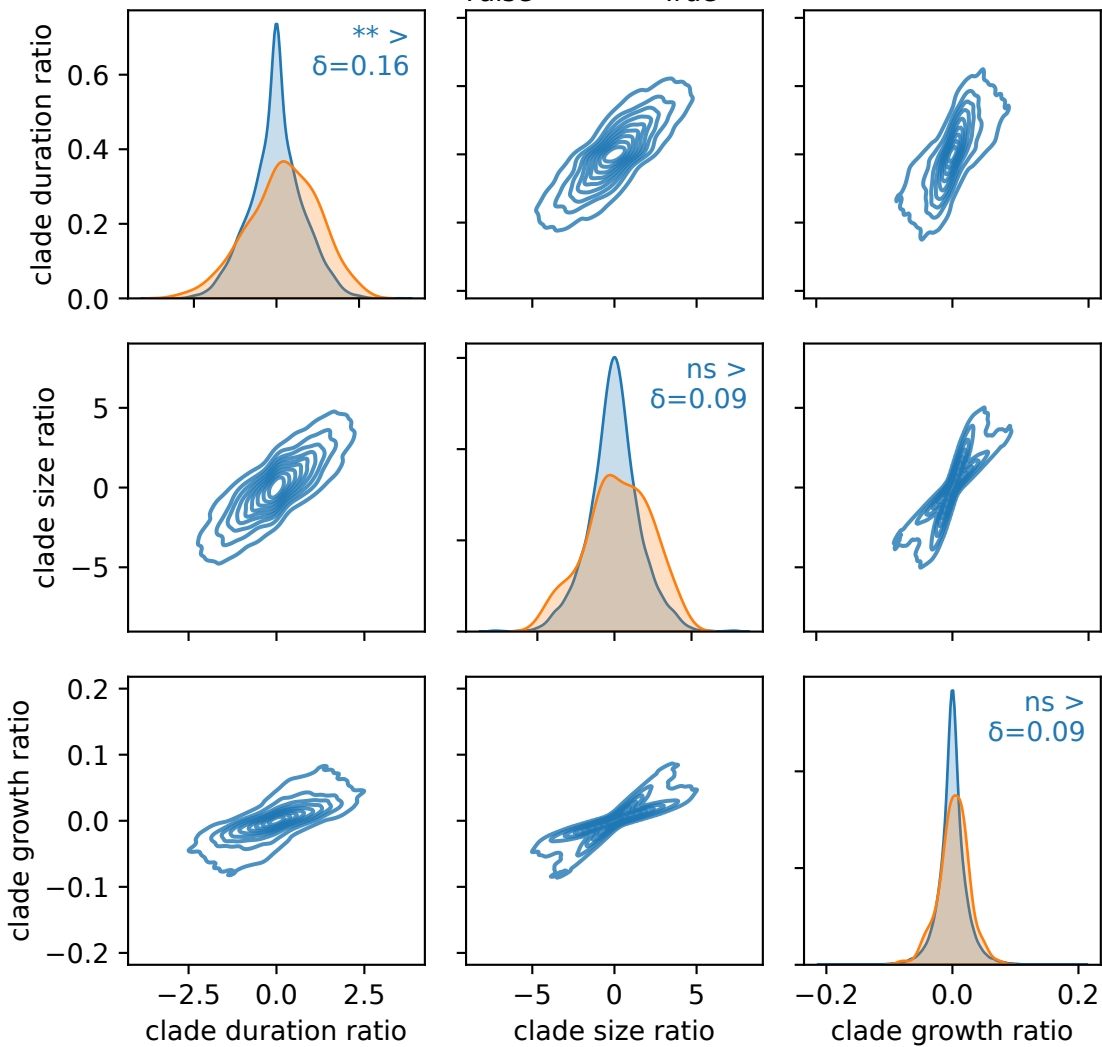 clade duration ratio
0.6
0.4
0.2
0.0
** >
δ=0.16
clade size ratio
5
0
−5
ns >
δ=0.09
clade growth ratio
0.2
0.1
0.0
−0.1
−0.2
ns >
δ=0.09
−2.5 0.0 2.5
−5 0 5
−0.2 0.0 0.2
clade duration ratio
clade size ratio
clade growth ratio